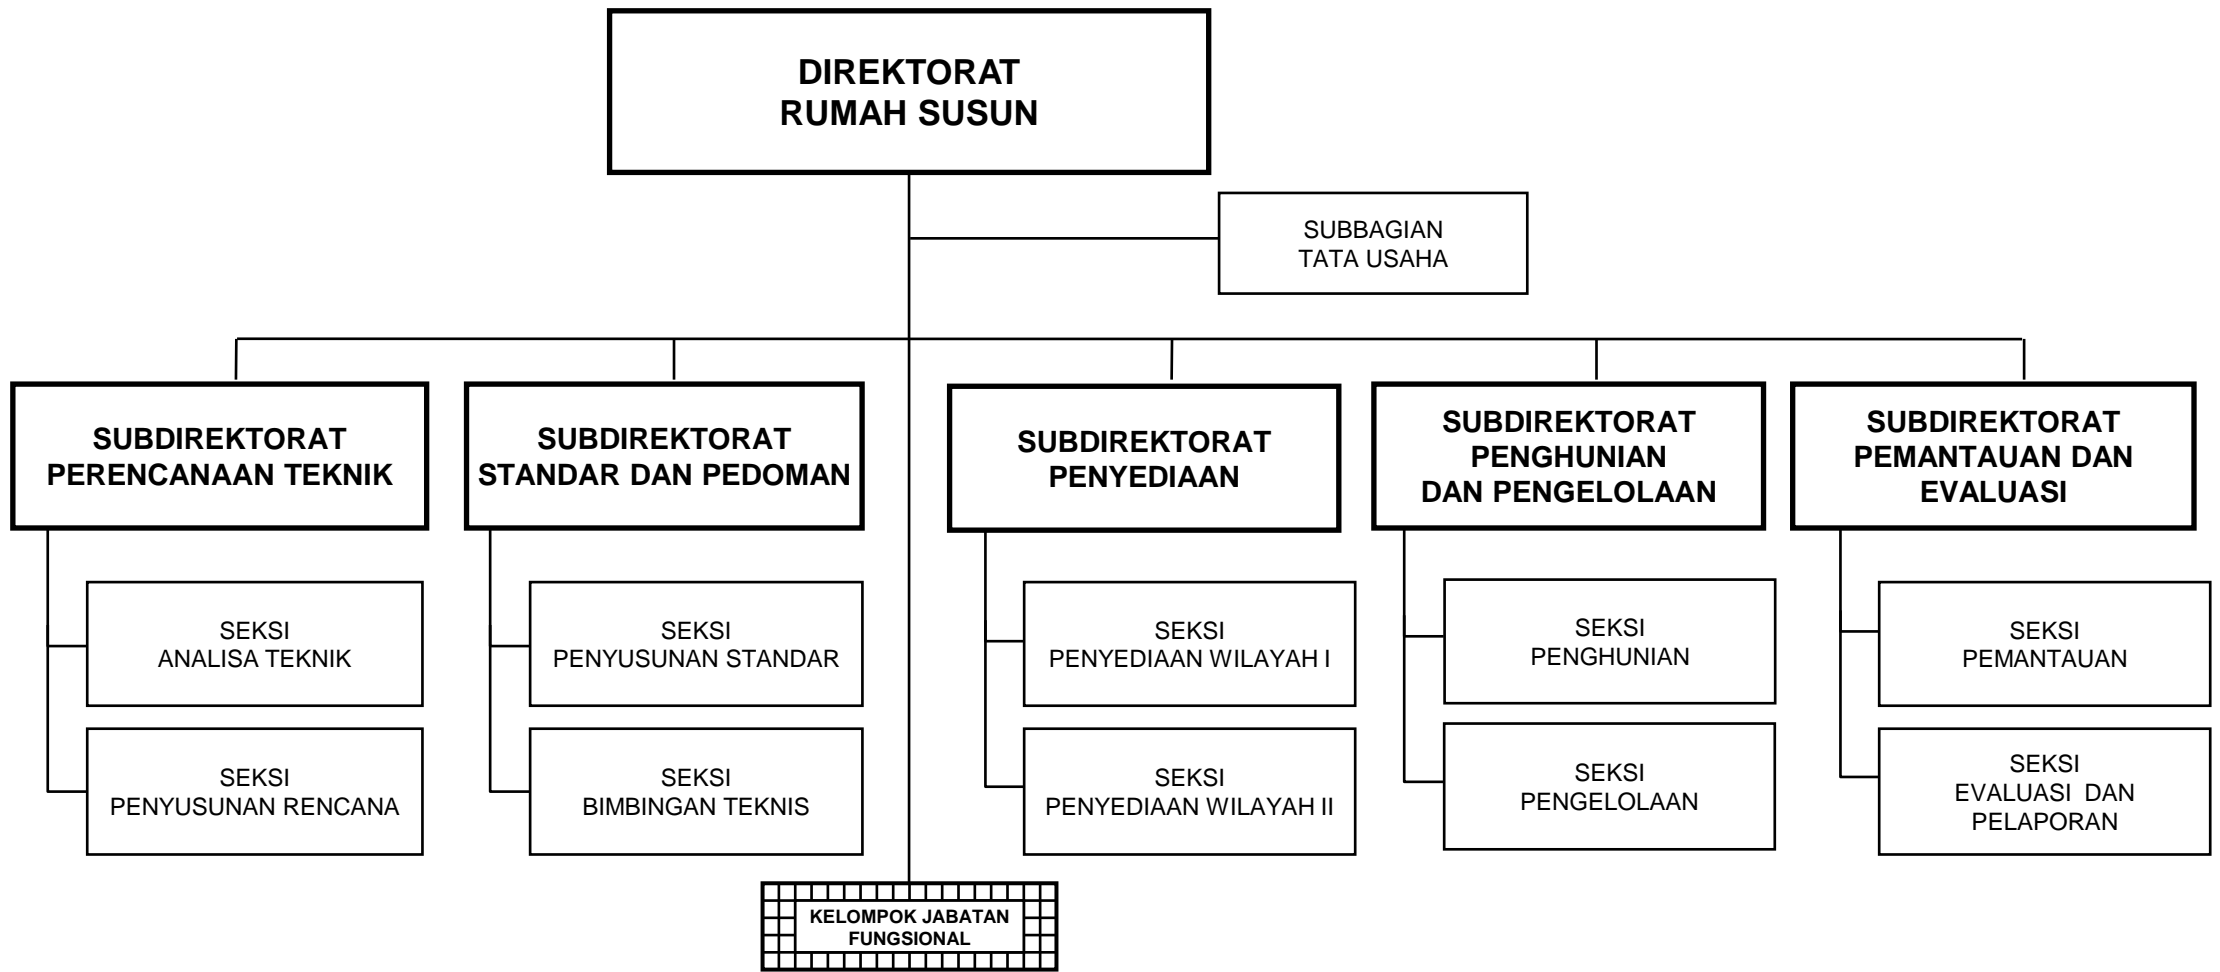 DIREKTORAT
RUMAH SUSUN
SUBBAGIAN
TATA USAHA
SUBDIREKTORAT
PERENCANAAN TEKNIK
SUBDIREKTORAT
STANDAR DAN PEDOMAN
SUBDIREKTORAT
PENYEDIAAN
SUBDIREKTORAT
PENGHUNIAN
DAN PENGELOLAAN
SUBDIREKTORAT
PEMANTAUAN DAN
EVALUASI
SEKSI
ANALISA TEKNIK
SEKSI
PENYUSUNAN STANDAR
SEKSI
PENYEDIAAN WILAYAH I
SEKSI
PENGHUNIAN
SEKSI
PEMANTAUAN
SEKSI
PENYUSUNAN RENCANA
SEKSI
BIMBINGAN TEKNIS
SEKSI
PENYEDIAAN WILAYAH II
SEKSI
PENGELOLAAN
SEKSI
EVALUASI DAN
PELAPORAN
KELOMPOK JABATAN
FUNGSIONAL